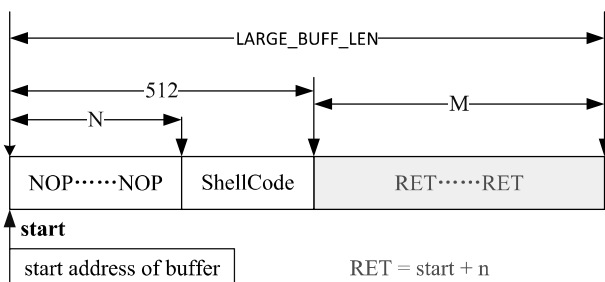 LARGE_BUFF_LEN
512
M
N
NOP……NOP ShellCode RET……RET
start
start address of buffer RET = start + n